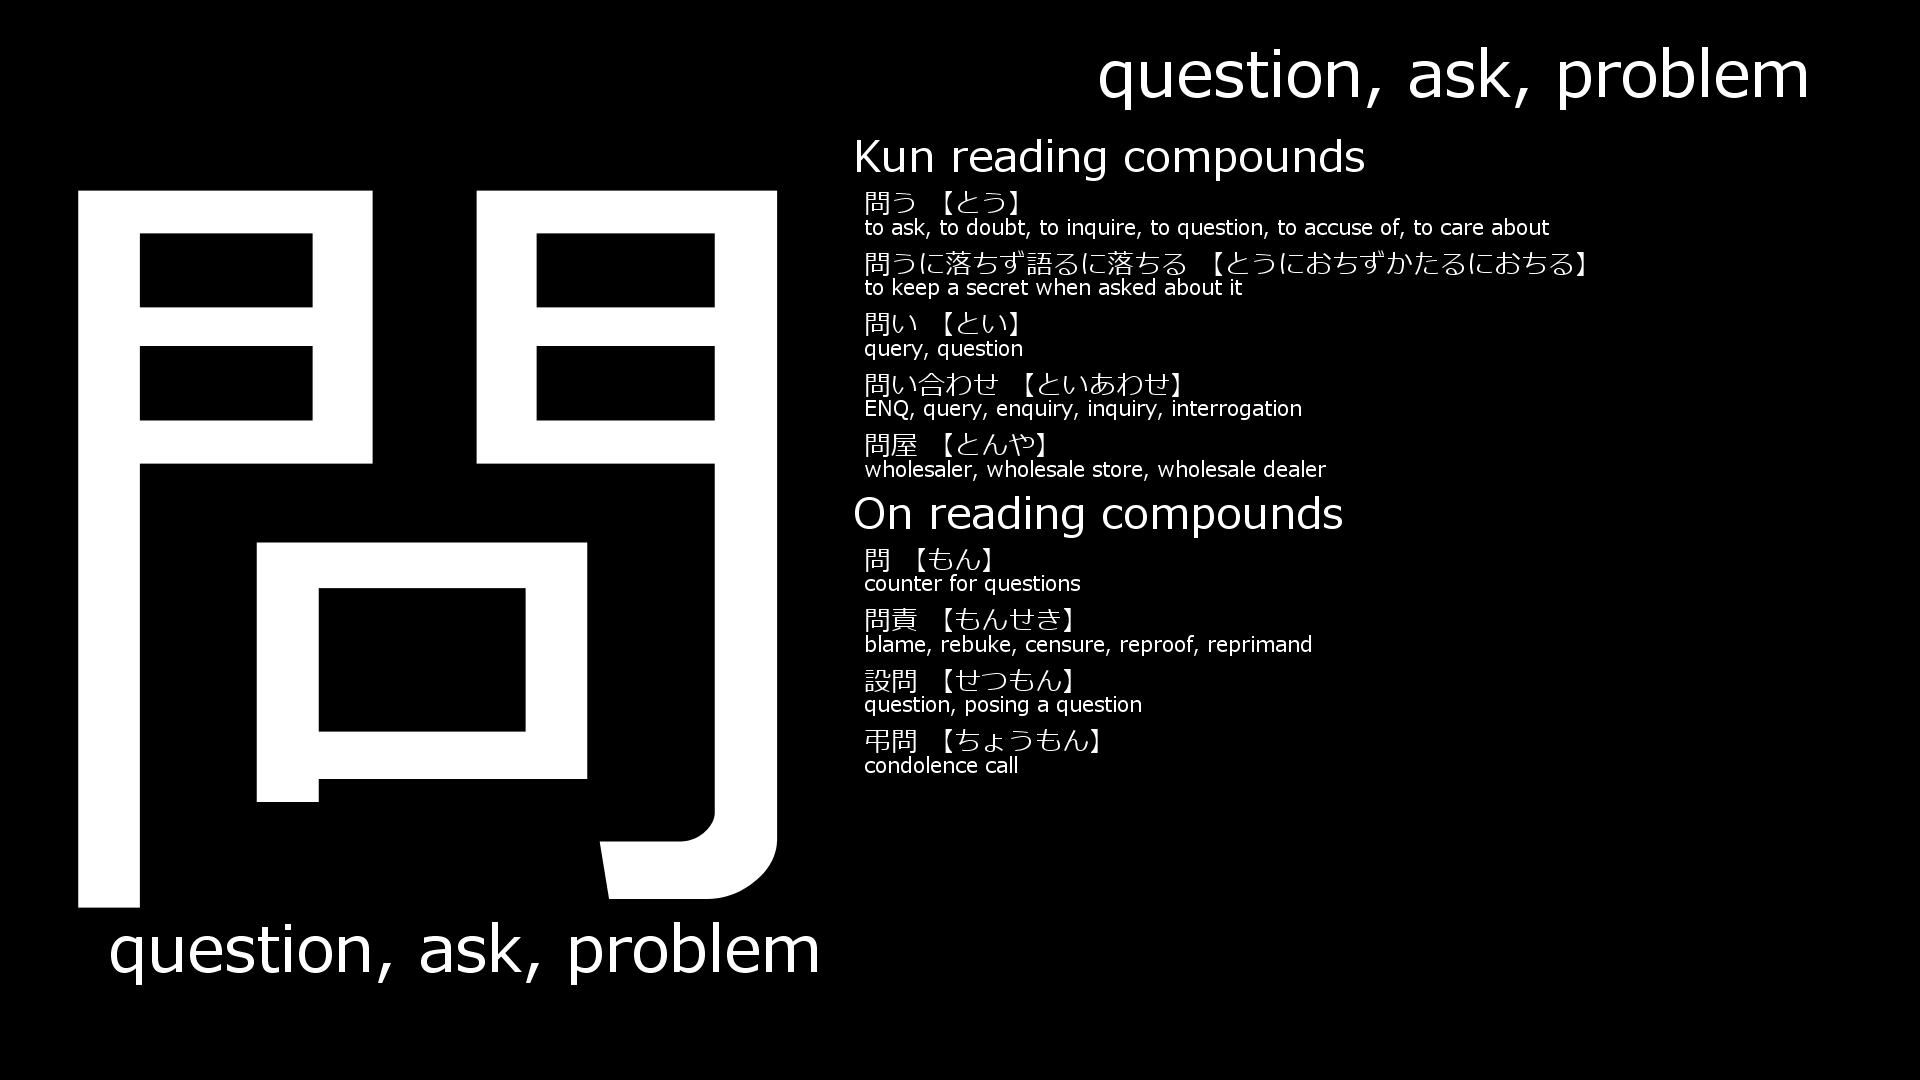 問
question, ask, problem
question, ask, problem
Kun reading compounds
問う 【とう】
to ask, to doubt, to inquire, to question, to accuse of, to care about
問うに落ちず語るに落ちる 【とうにおちずかたるにおちる】
to keep a secret when asked about it
問い 【とい】
query, question
問い合わせ 【といあわせ】
ENQ, query, enquiry, inquiry, interrogation
問屋 【とんや】
wholesaler, wholesale store, wholesale dealer
On reading compounds
問 【もん】
counter for questions
問責 【もんせき】
blame, rebuke, censure, reproof, reprimand
設問 【せつもん】
question, posing a question
弔問 【ちょうもん】
condolence call